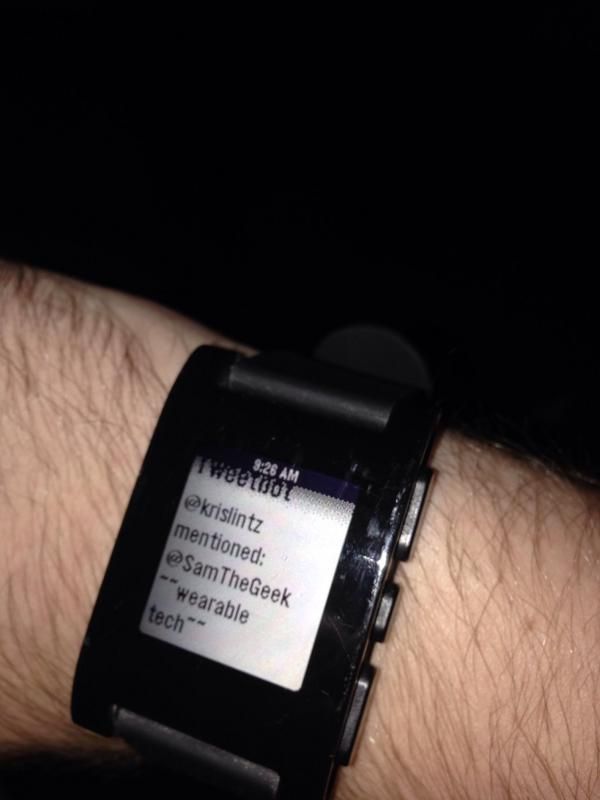 9:26 AM
Tweetbot
@krislintz
mentioned:
@SamTheGeek
~~wearable
tech~~